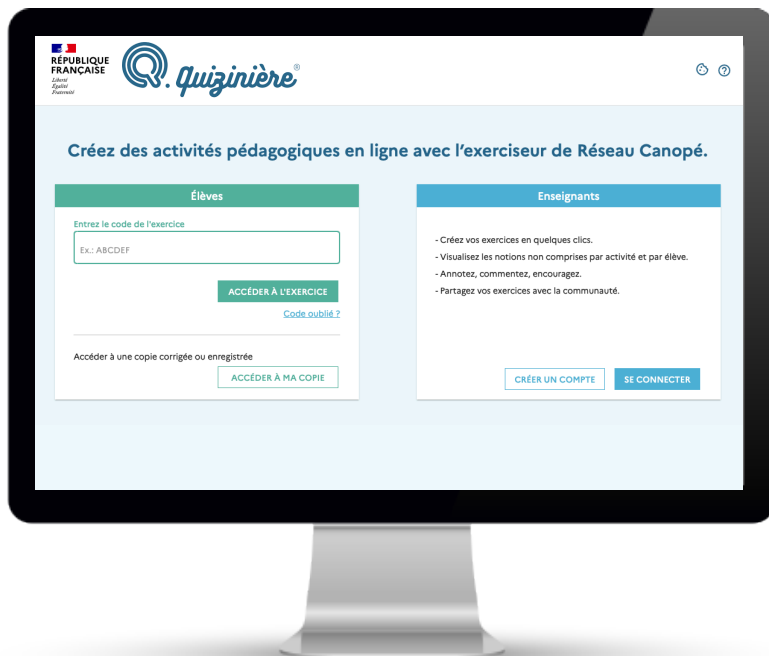 RÉPUBLIQUE
FRANÇAISE
Liberté
Égalité
Fraternité
Q. quizinière®
Créez des activités pédagogiques en ligne avec l'exerciseur de Réseau Canopé.
Élèves
Entrez le code de l'exercice
Ex.: ABCDEF
ACCÉDER À L'EXERCICE
Code oublié ?
Accéder à une copie corrigée ou enregistrée
ACCÉDER À MA COPIE
Enseignants
- Créez vos exercices en quelques clics.
- Visualisez les notions non comprises par activité et par élève.
- Annotez, commentez, encouragez.
- Partagez vos exercices avec la communauté.
CRÉER UN COMPTE
SE CONNECTER